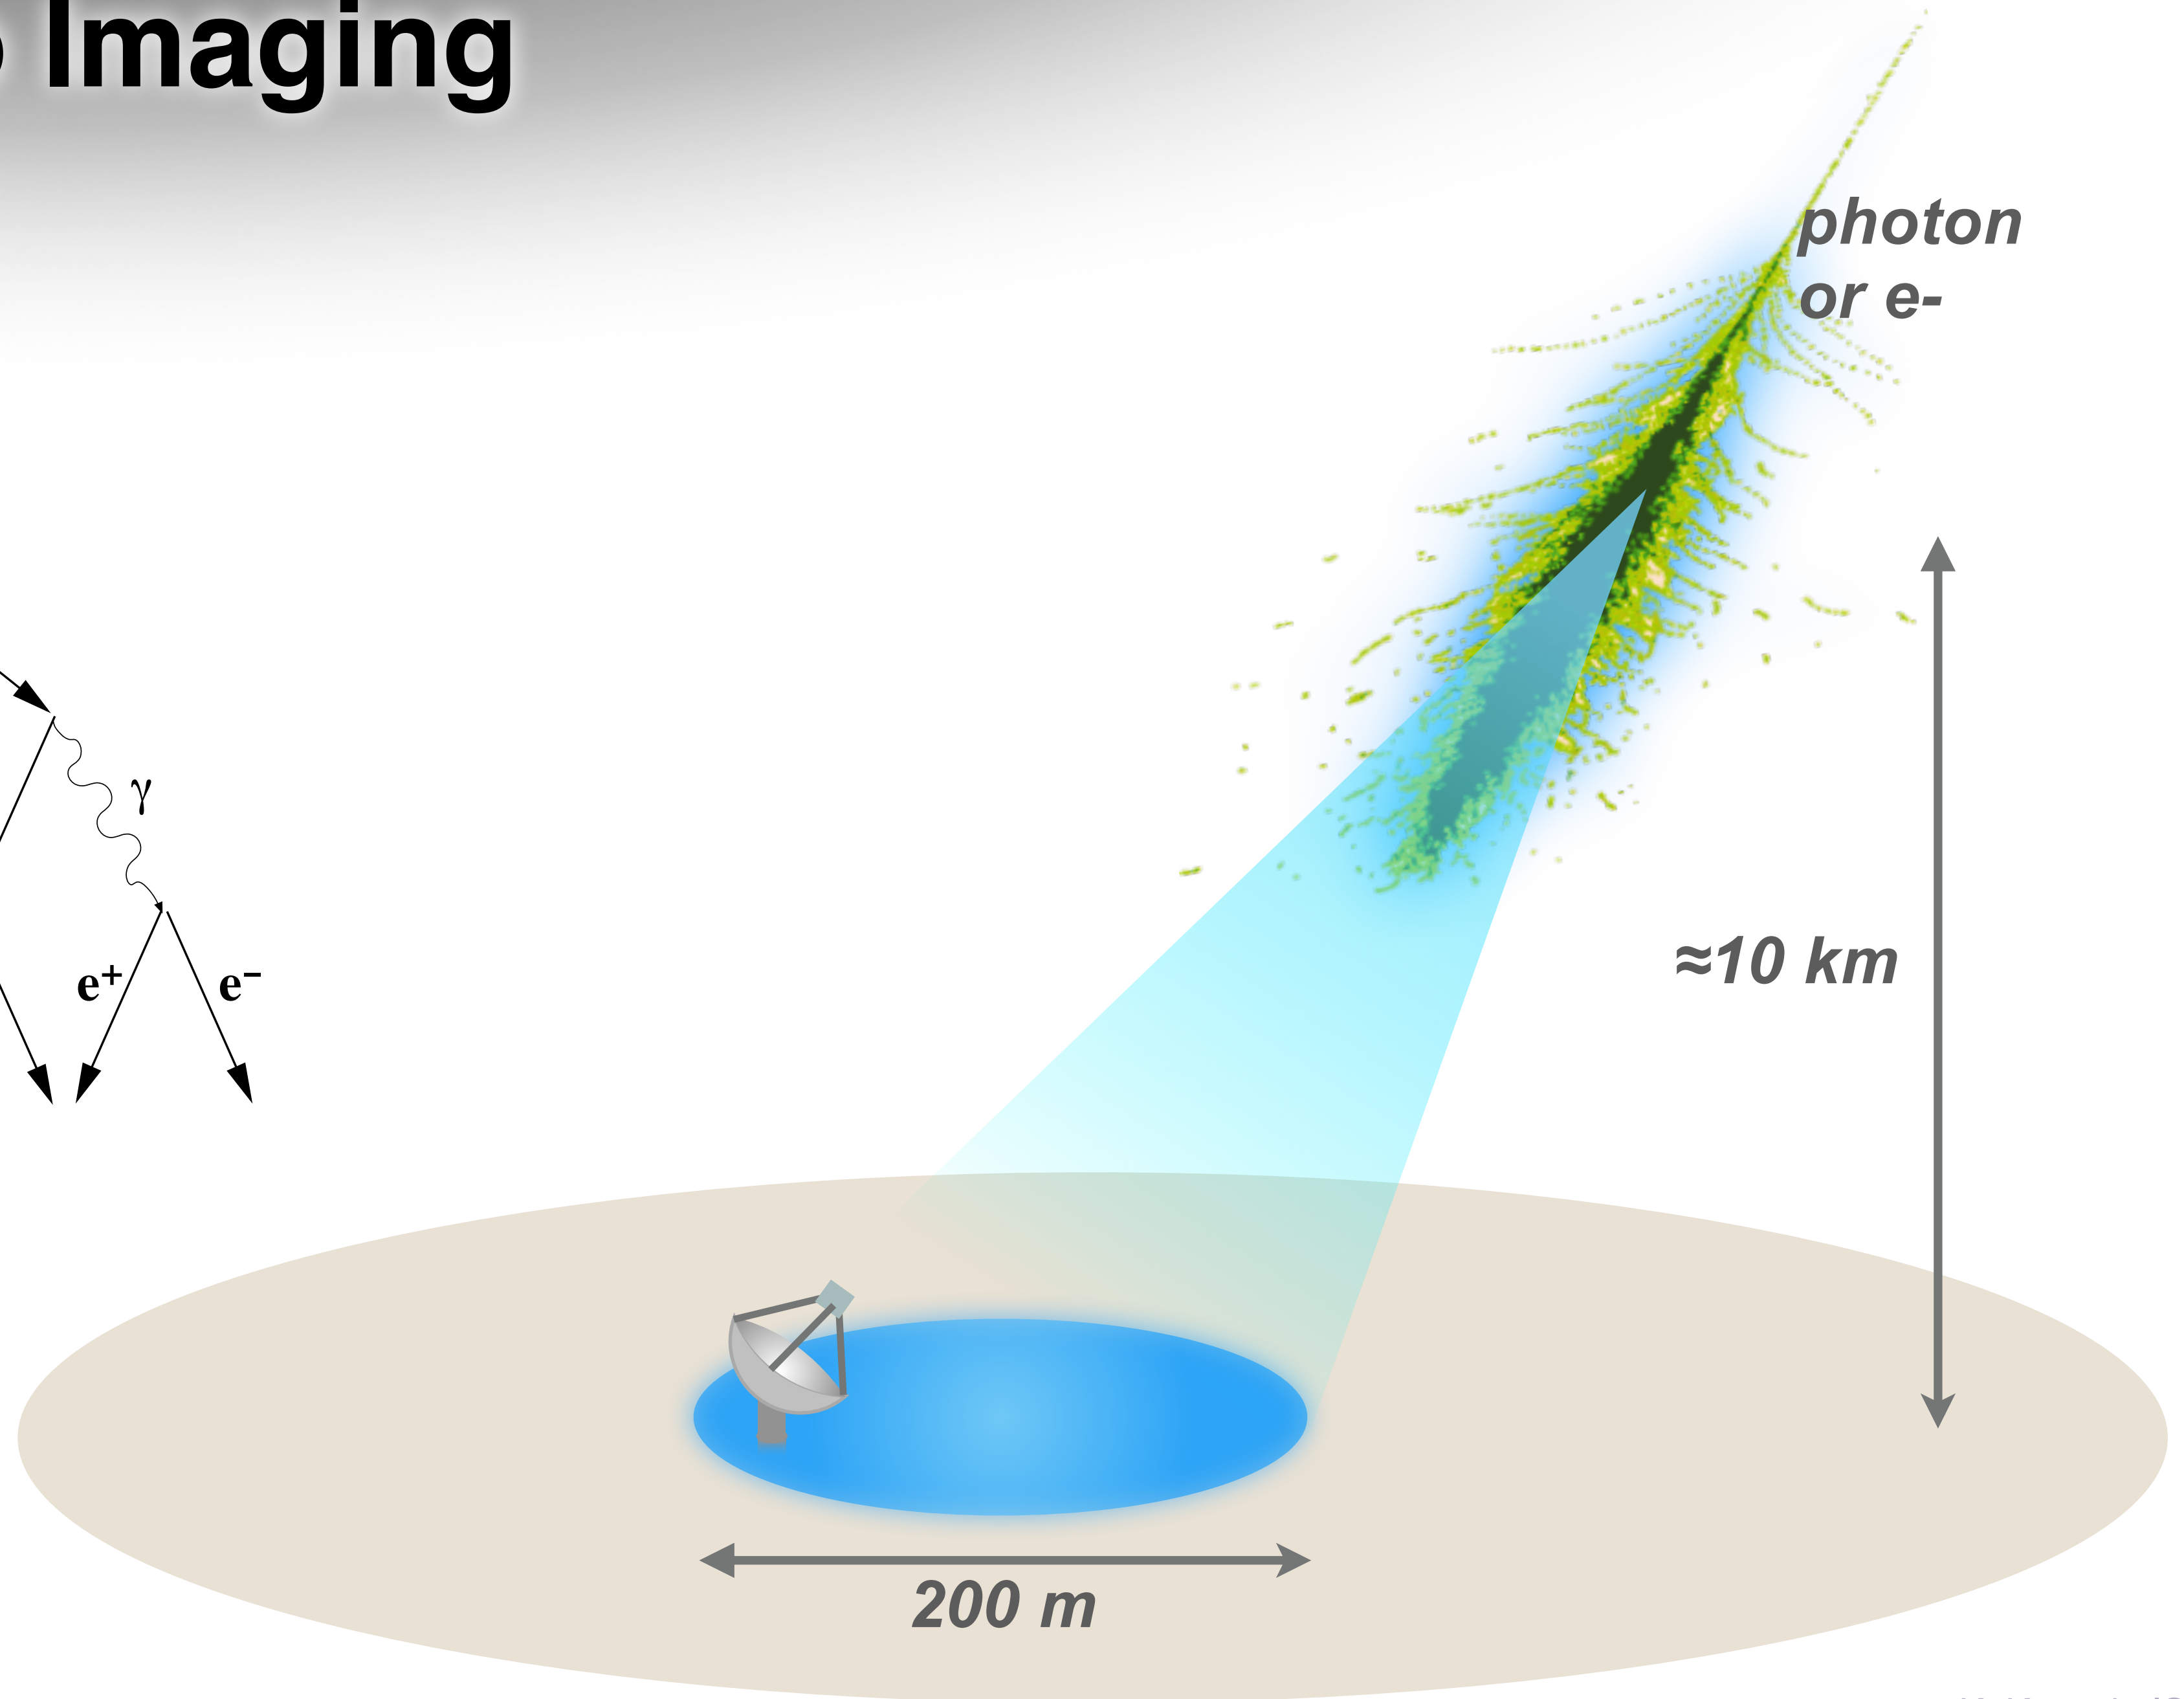 Imaging
photon
or e-
γ
≈10 km
e⁺ e⁻
200 m